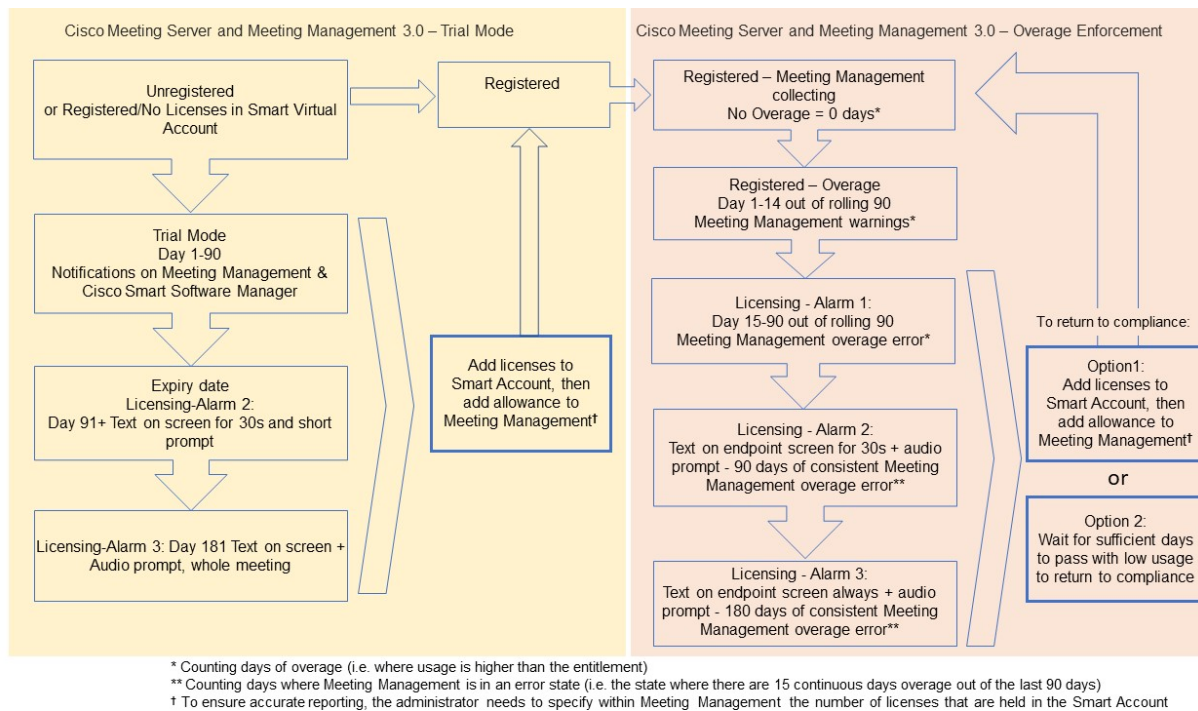 Cisco Meeting Server and Meeting Management 3.0 – Trial Mode
Unregistered
or Registered/No Licenses in Smart Virtual
Account
Registered
Trial Mode
Day 1-90
Notifications on Meeting Management &
Cisco Smart Software Manager
Expiry date
Licensing-Alarm 2:
Day 91+ Text on screen for 30s and short
prompt
Licensing-Alarm 3: Day 181 Text on screen +
Audio prompt, whole meeting
Add licenses to
Smart Account, then
add allowance to
Meeting Management†
Cisco Meeting Server and Meeting Management 3.0 – Overage Enforcement
Registered – Meeting Management
collecting
No Overage = 0 days*
Registered – Overage
Day 1-14 out of rolling 90
Meeting Management warnings*
Licensing - Alarm 1:
Day 15-90 out of rolling 90
Meeting Management overage error*
Licensing - Alarm 2:
Text on endpoint screen for 30s + audio
prompt - 90 days of consistent Meeting
Management overage error**
Licensing - Alarm 3:
Text on endpoint screen always + audio
prompt - 180 days of consistent Meeting
Management overage error**
To return to compliance:
Option1:
Add licenses to
Smart Account, then
add allowance to
Meeting Management†
or
Option 2:
Wait for sufficient days
to pass with low usage
to return to compliance
* Counting days of overage (i.e. where usage is higher than the entitlement)
** Counting days where Meeting Management is in an error state (i.e. the state where there are 15 continuous days overage out of the last 90 days)
† To ensure accurate reporting, the administrator needs to specify within Meeting Management the number of licenses that are held in the Smart Account